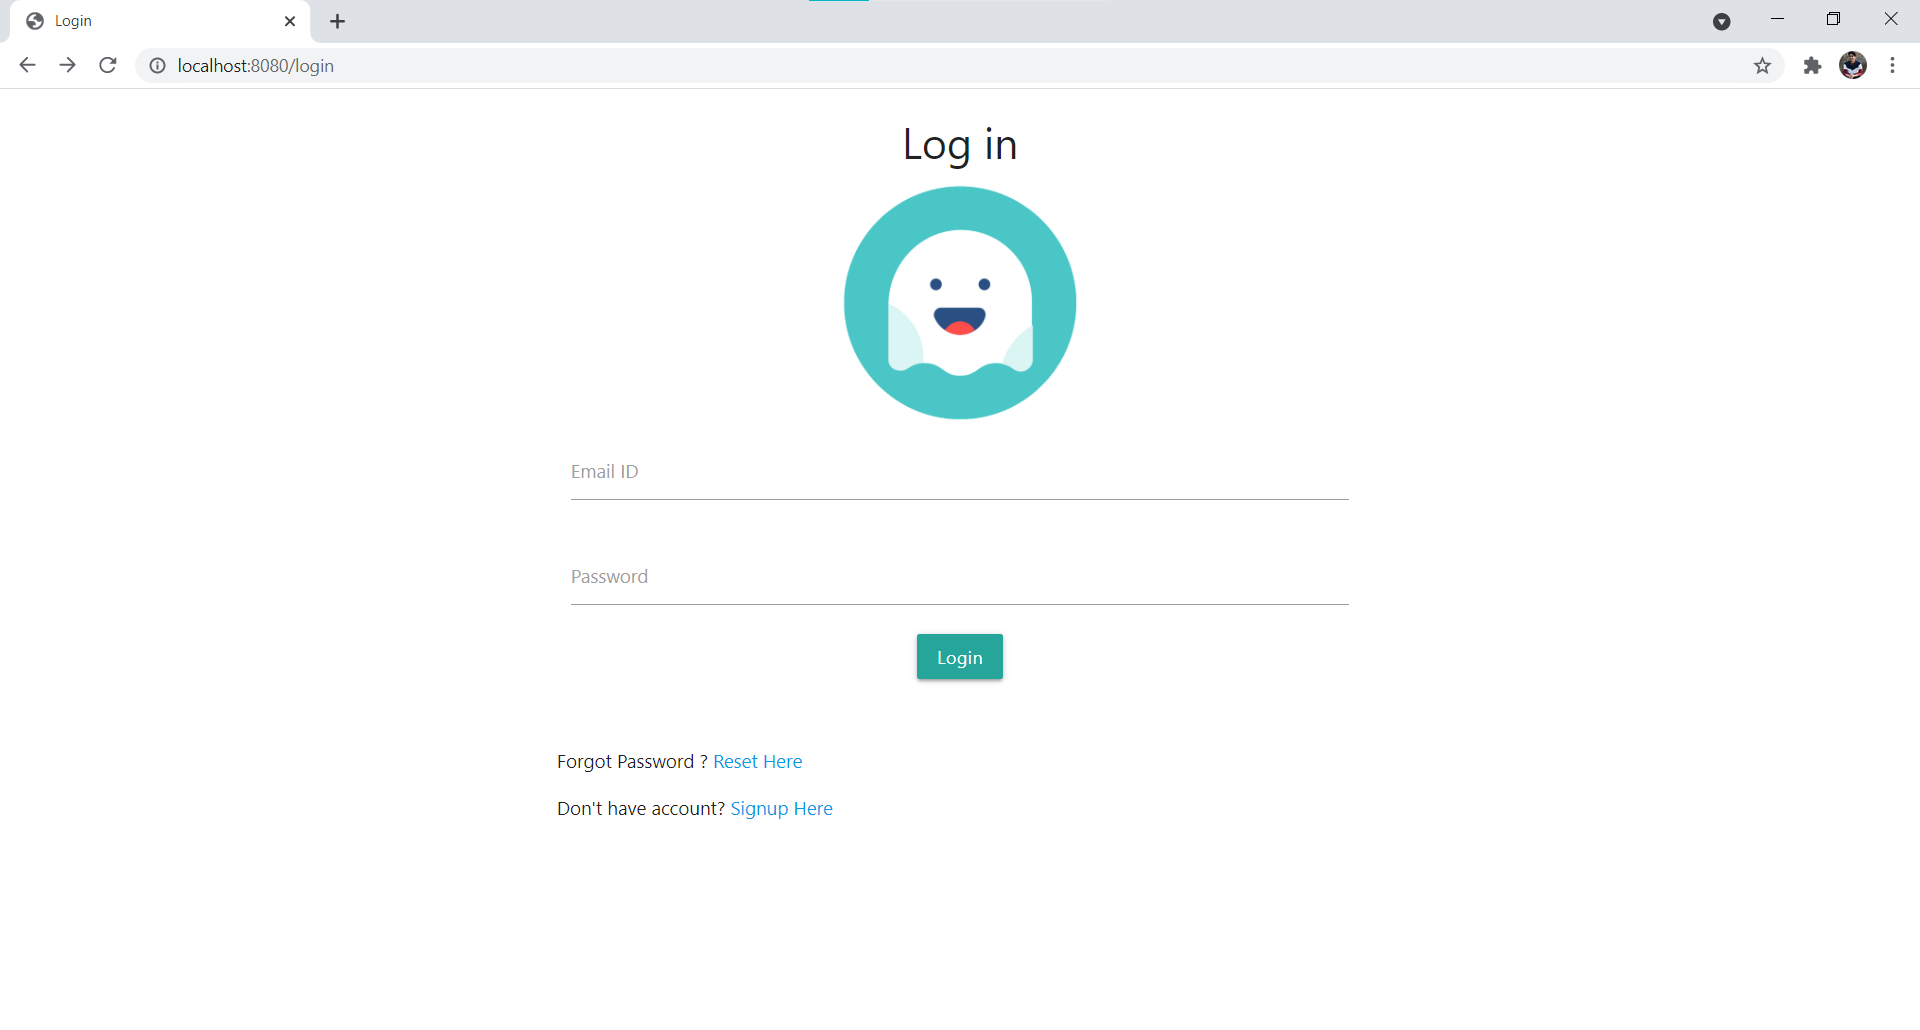 Login
localhost:8080/login
Log in
Email ID
Password
Login
Forgot Password ? Reset Here
Don't have account? Signup Here